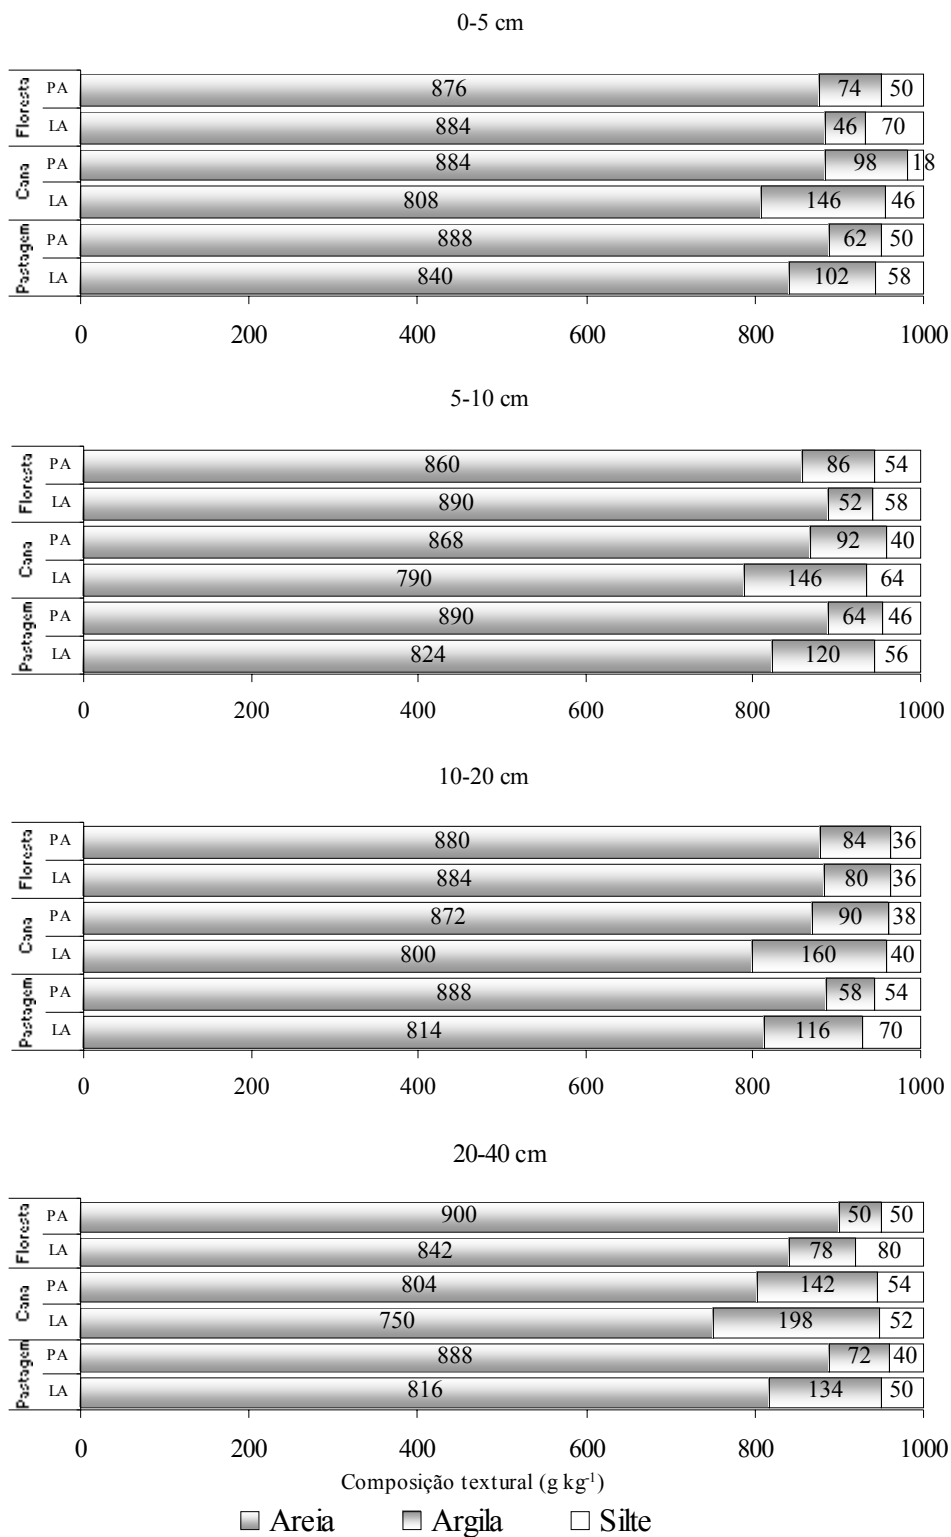 0-5 cm
Floresta PA 876 74 50
LA 884 46 70
Cana PA 884 98 18
LA 808 146 46
Pastagem PA 888 62 50
LA 840 102 58
0 200 400 600 800 1000
5-10 cm
Floresta PA 860 86 54
LA 890 52 58
Cana PA 868 92 40
LA 790 146 64
Pastagem PA 890 64 46
LA 824 120 56
0 200 400 600 800 1000
10-20 cm
Floresta PA 880 84 36
LA 884 80 36
Cana PA 872 90 38
LA 800 160 40
Pastagem PA 888 58 54
LA 814 116 70
0 200 400 600 800 1000
20-40 cm
Floresta PA 900 50 50
LA 842 78 80
Cana PA 804 142 54
LA 750 198 52
Pastagem PA 888 72 40
LA 816 134 50
0 200 400 600 800 1000
Composição textural (g kg⁻¹)
Areia Argila Silte